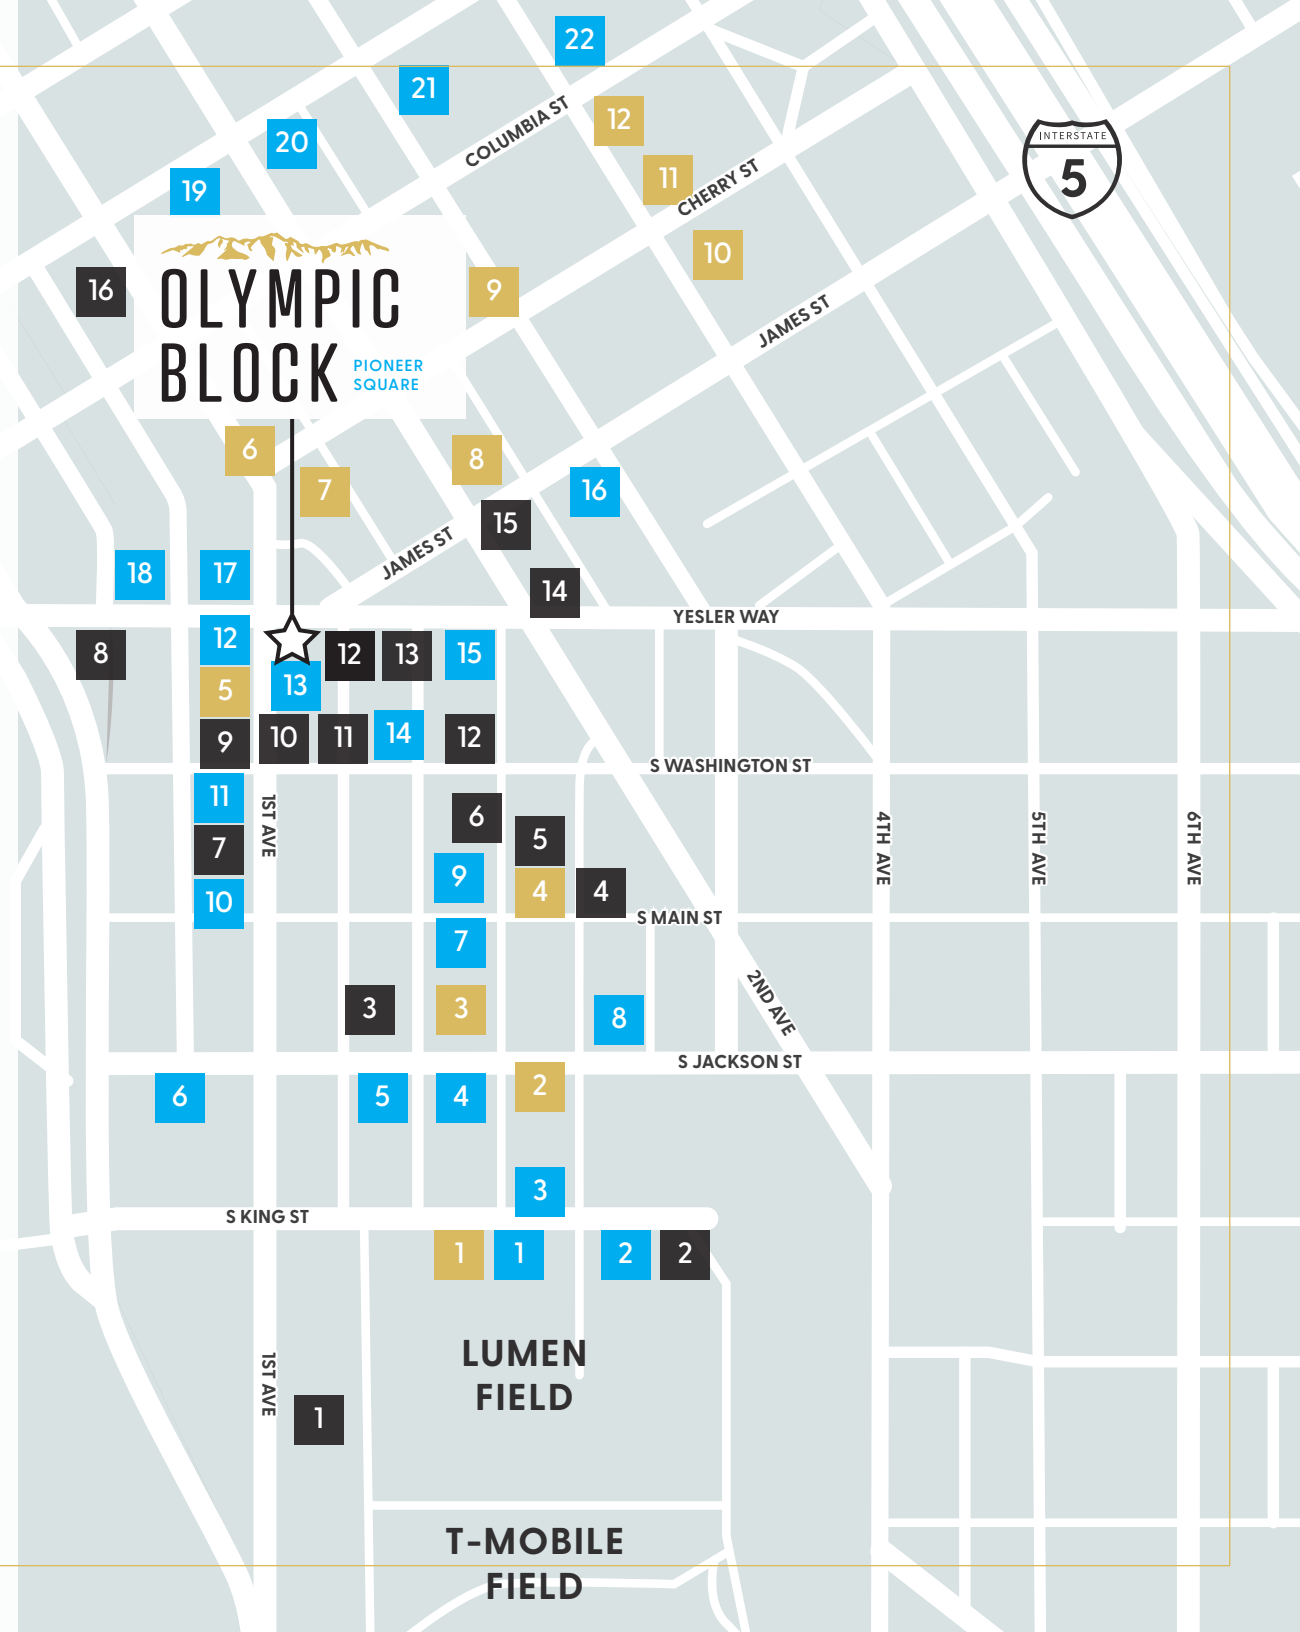 22
21
COLUMBIA ST
12
20
INTERSTATE
5
19
11
CHERRY ST
10
16
OLYMPIC
BLOCK
PIONEER
SQUARE
9
JAMES ST
6
8
7
16
15
JAMES ST
18
17
14
YESLER WAY
12
8
12
13
15
13
5
9
10
11
14
12
S WASHINGTON ST
11
1ST AVE
6
5
4TH AVE
5TH AVE
6TH AVE
7
9
4
4
10
S MAIN ST
7
3
3
8
2ND AVE
S JACKSON ST
6
5
4
2
3
S KING ST
1
1
2
2
LUMEN
FIELD
1ST AVE
1
T-MOBILE
FIELD